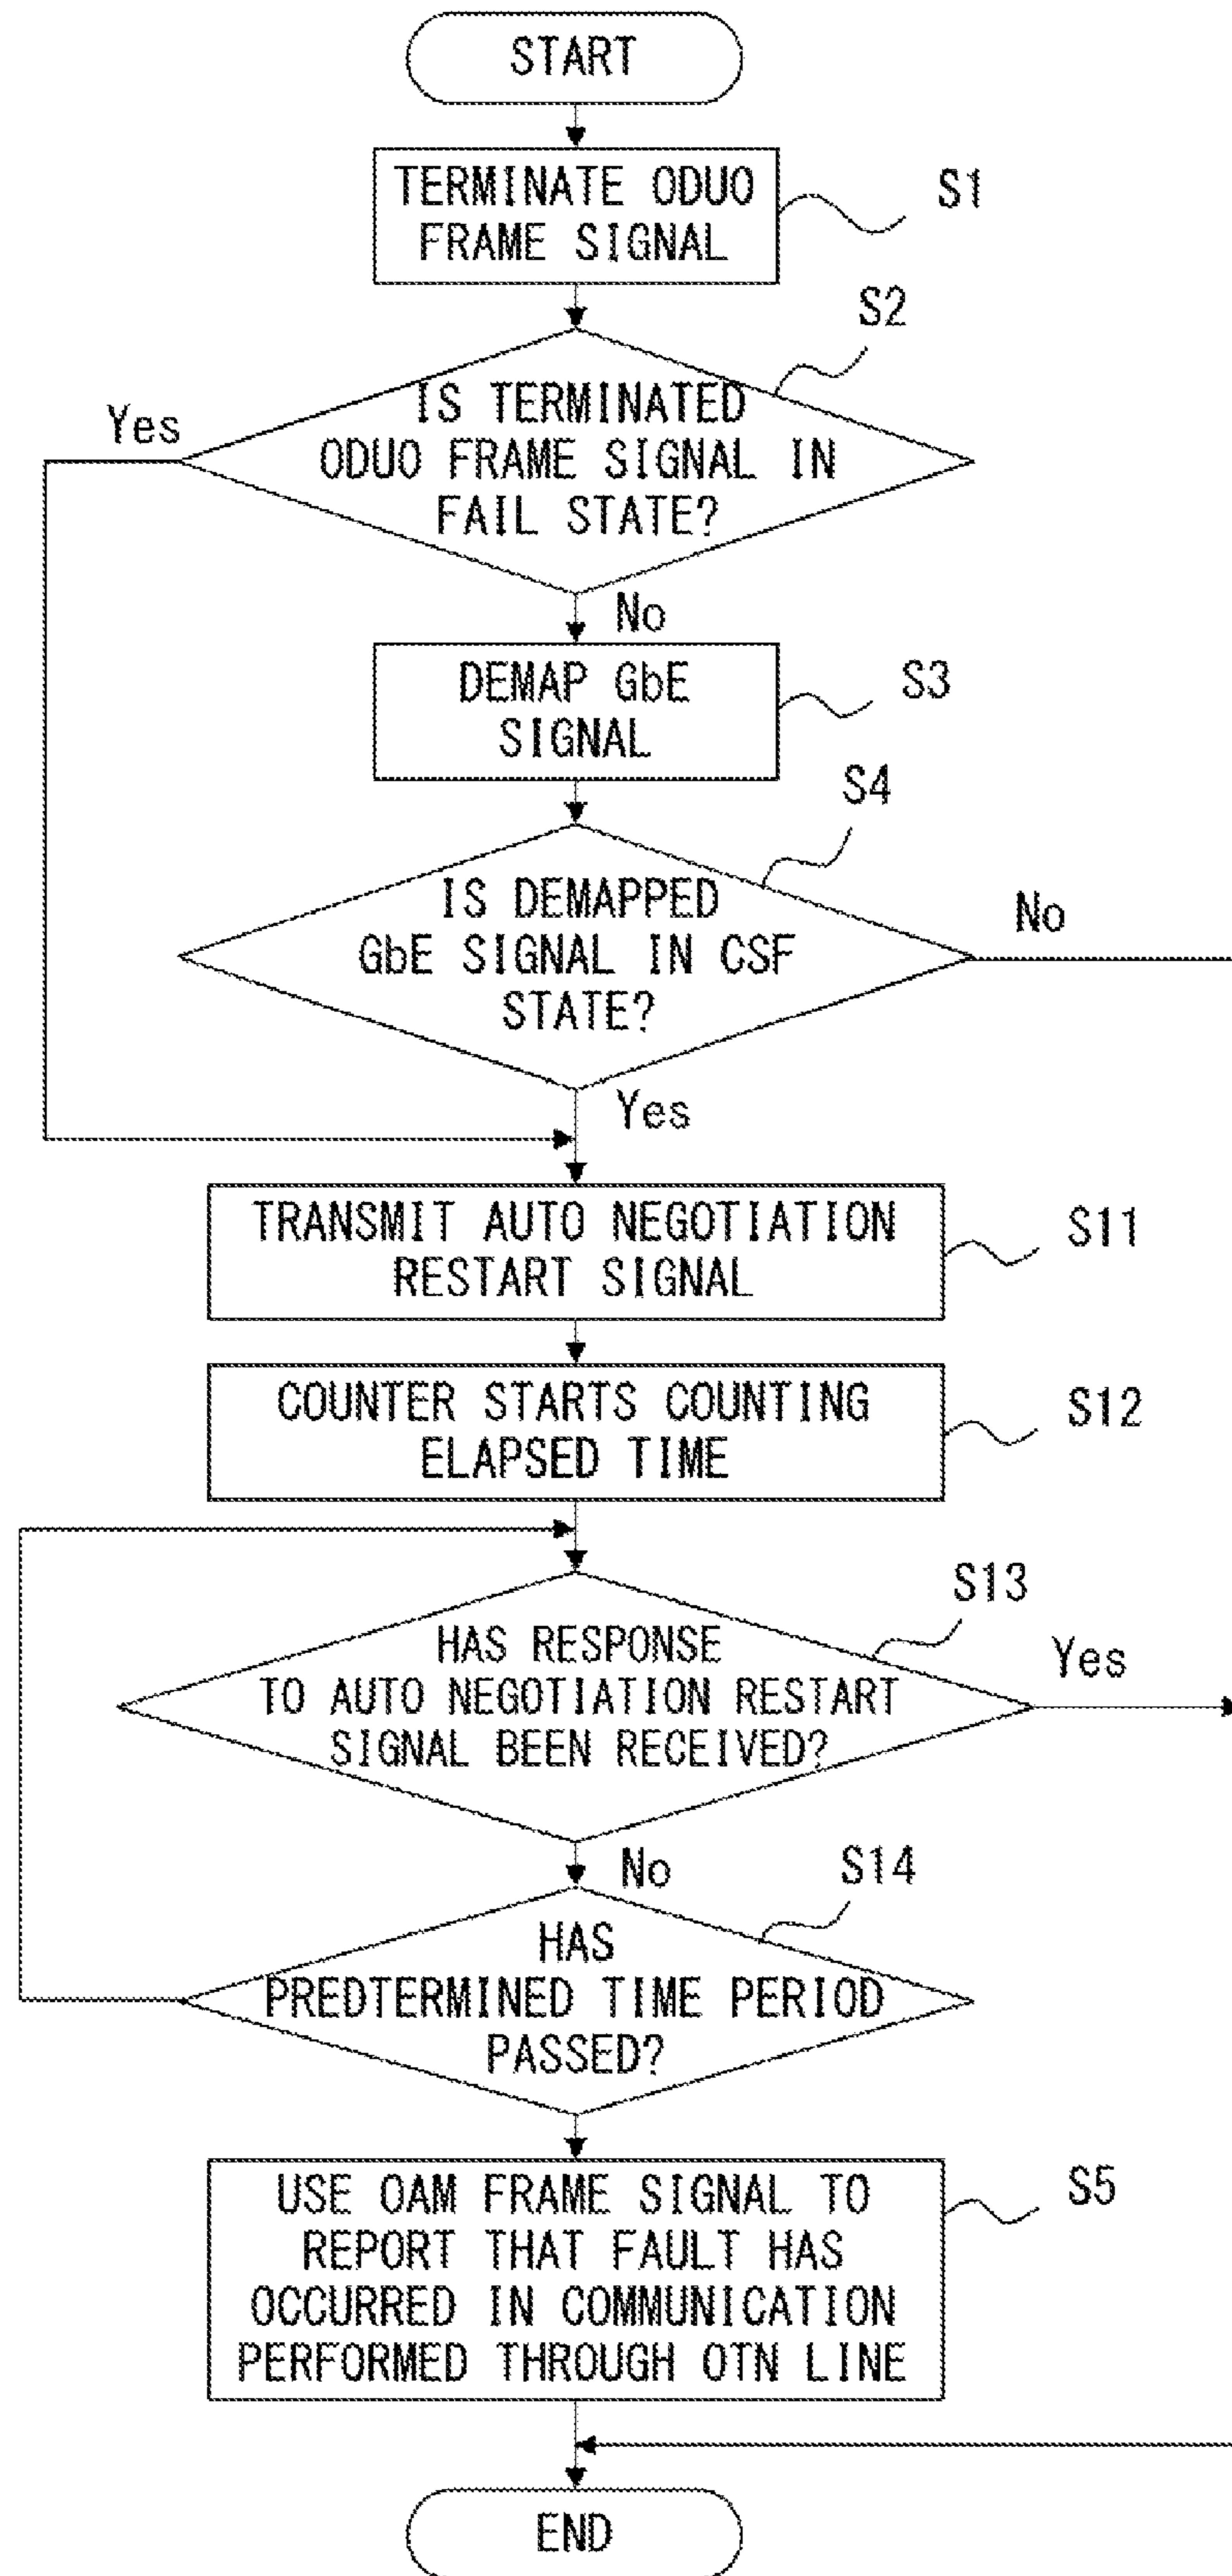 START
TERMINATE ODU0
FRAME SIGNAL
S1
S2
IS TERMINATED
ODU0 FRAME SIGNAL IN
FAIL STATE?
Yes
No
DEMAP GbE
SIGNAL
S3
S4
IS DEMAPPED
GbE SIGNAL IN CSF
STATE?
No
Yes
TRANSMIT AUTO NEGOTIATION
RESTART SIGNAL
S11
COUNTER STARTS COUNTING
ELAPSED TIME
S12
S13
HAS RESPONSE
TO AUTO NEGOTIATION RESTART
SIGNAL BEEN RECEIVED?
Yes
No
S14
HAS
PREDTERMINED TIME PERIOD
PASSED?
USE OAM FRAME SIGNAL TO
REPORT THAT FAULT HAS
OCCURRED IN COMMUNICATION
PERFORMED THROUGH OTN LINE
S5
END